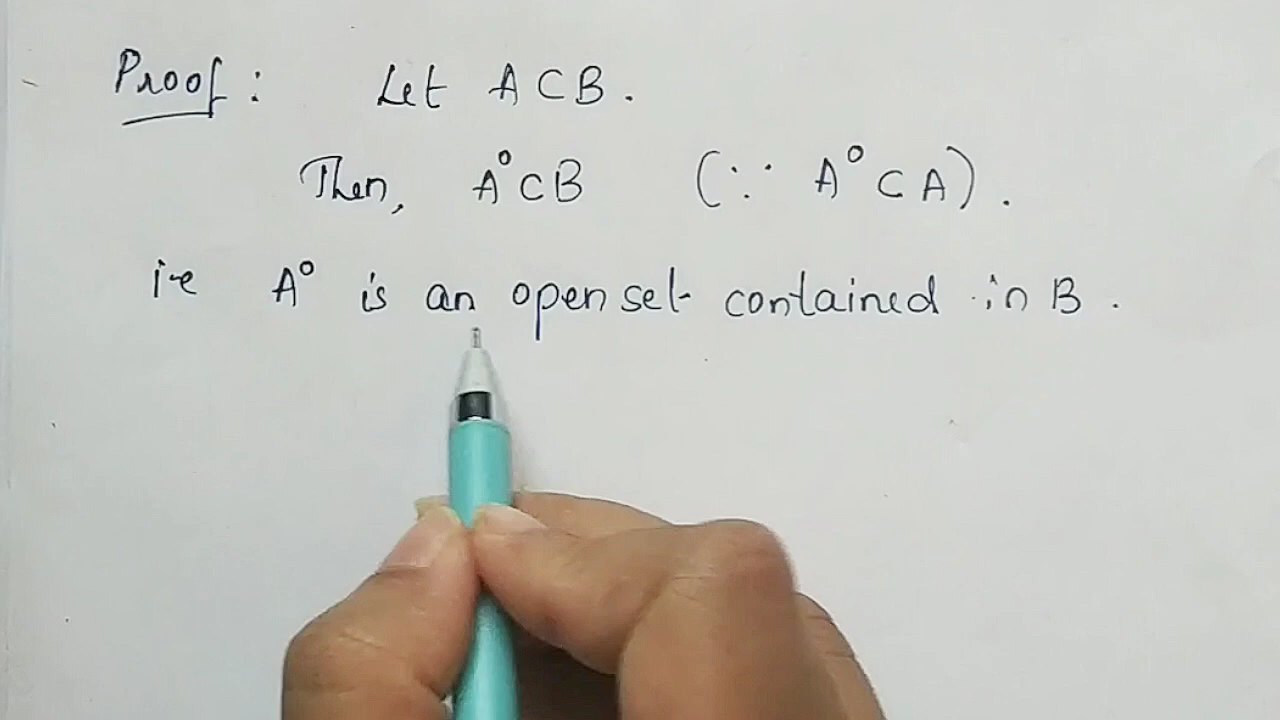 Proof : Let A ⊂ B .
Then, A° ⊂ B (∵ A° ⊂ A) .
i.e A° is an open set contained in B .